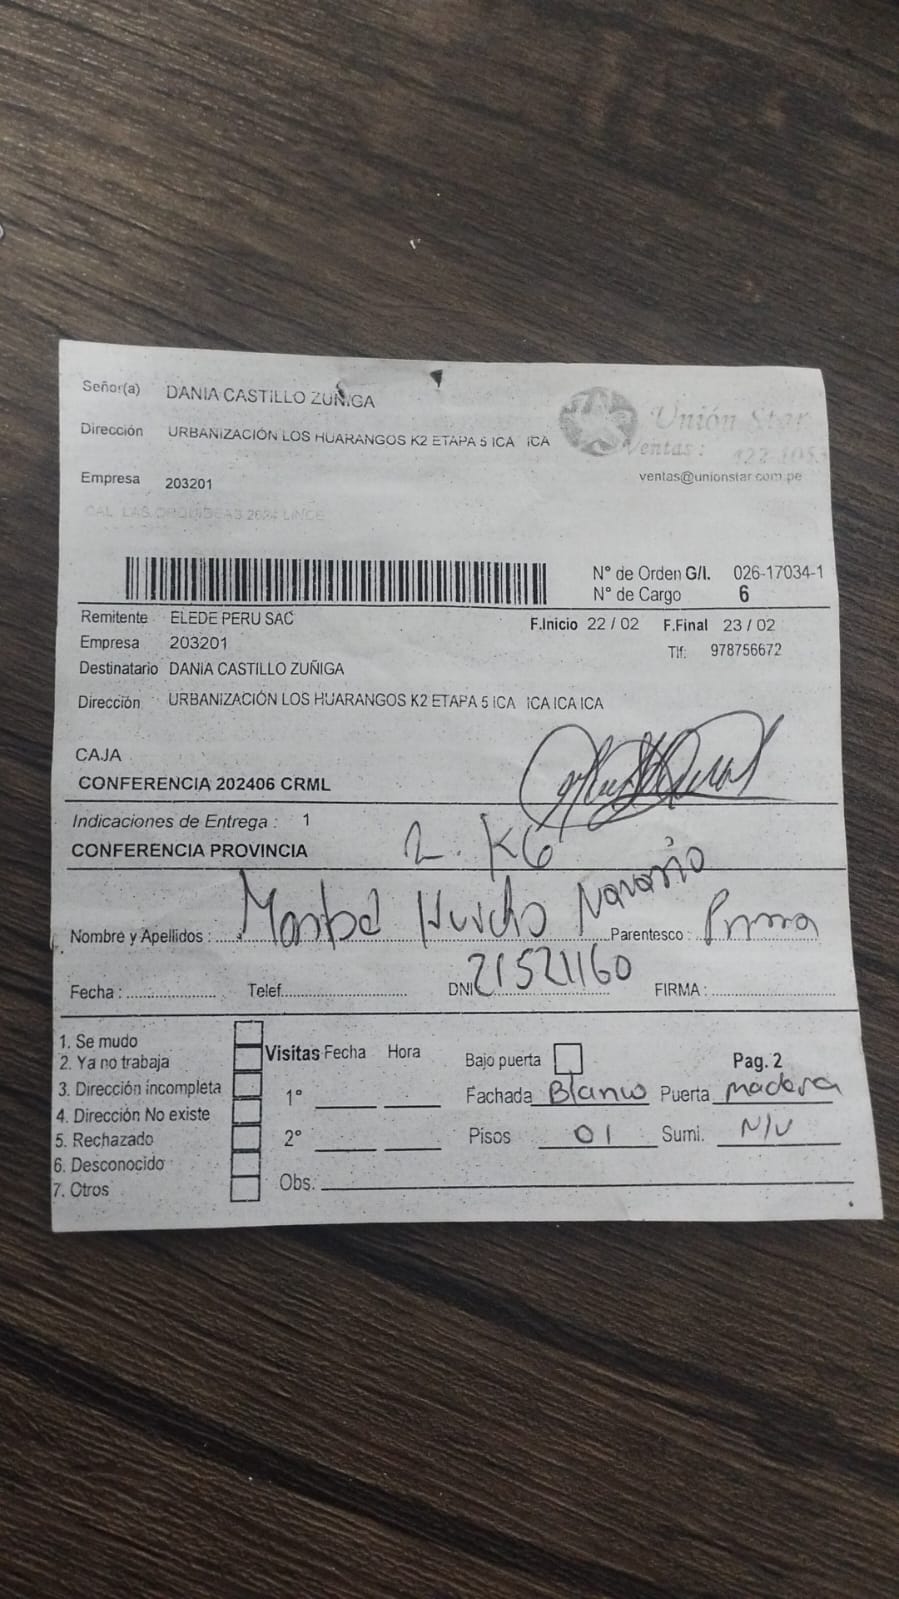 Señor(a) DANIA CASTILLO ZUÑIGA
Dirección URBANIZACIÓN LOS HUARANGOS K2 ETAPA 5 ICA ICA
Unión Star
Ventas :
Empresa 203201
ventas@unionstar.com.pe
CAL. LAS ORQUIDEAS LINCE
N° de Orden G/I. 026-17034-1
N° de Cargo 6
Remitente ELEDE PERU SAC
F.Inicio 22 / 02 F.Final 23 / 02
Empresa 203201
Tlf: 978756672
Destinatario DANIA CASTILLO ZUÑIGA
Dirección URBANIZACIÓN LOS HUARANGOS K2 ETAPA 5 ICA ICA ICA ICA
CAJA
CONFERENCIA 202406 CRML
Indicaciones de Entrega : 1
CONFERENCIA PROVINCIA
2. KG
Nombre y Apellidos : Navarro Parentesco : Prima
Fecha : Telef. DNI 21521160 FIRMA :
1. Se mudo
2. Ya no trabaja
3. Dirección incompleta
4. Dirección No existe
5. Rechazado
6. Desconocido
7. Otros
Visitas Fecha Hora
1°
2°
Obs.
Bajo puerta Pag. 2
Fachada Blanco Puerta madera
Pisos 01 Sumi. N/V